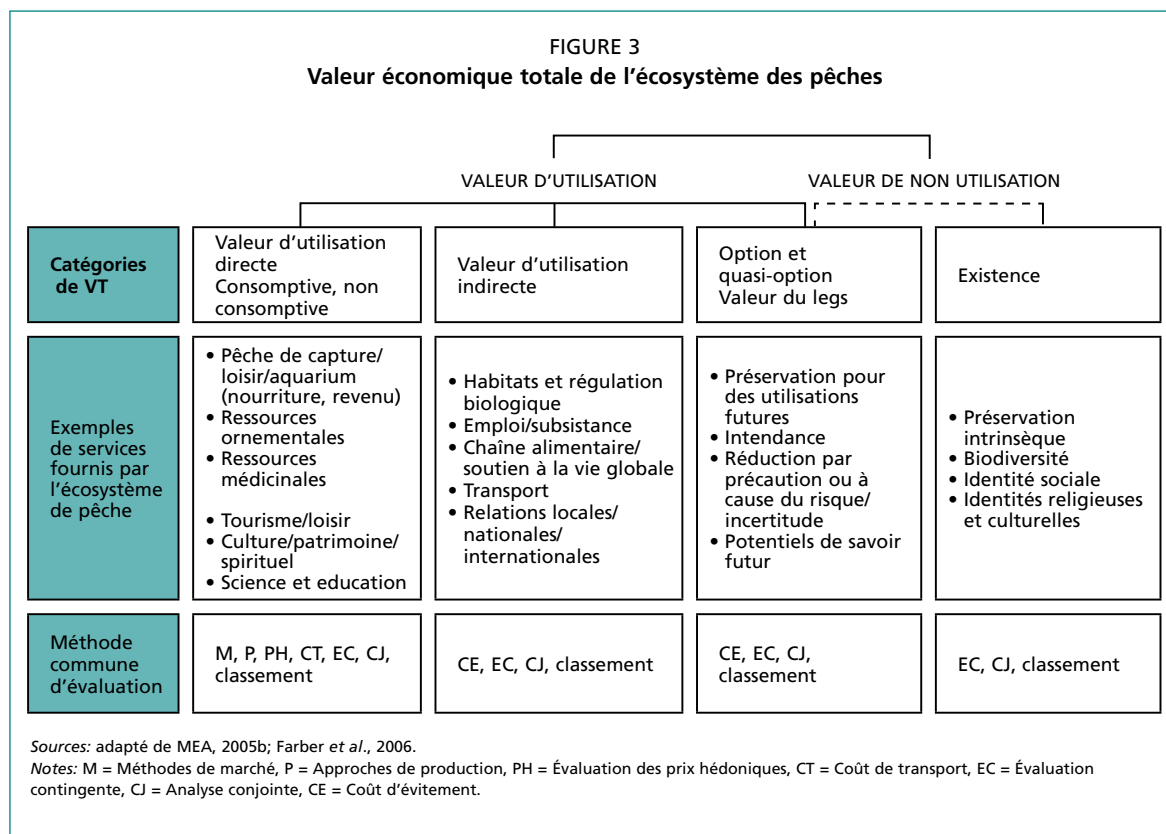 FIGURE 3
Valeur économique totale de l'écosystème des pêches
VALEUR D'UTILISATION
VALEUR DE NON UTILISATION
Catégories
de VT
Valeur d'utilisation
directe
Consomptive, non
consomptive
Valeur d'utilisation
indirecte
Option et
quasi-option
Valeur du legs
Existence
Exemples
de services
fournis par
l'écosystème
de pêche
• Pêche de capture/
loisir/aquarium
(nourriture, revenu)
• Ressources
ornementales
• Ressources
médicinales
• Tourisme/loisir
• Culture/patrimoine/
spirituel
• Science et education
• Habitats et régulation
biologique
• Emploi/subsistance
• Chaîne alimentaire/
soutien à la vie globale
• Transport
• Relations locales/
nationales/
internationales
• Préservation pour
des utilisations
futures
• Intendance
• Réduction par
précaution ou à
cause du risque/
incertitude
• Potentiels de savoir
futur
• Préservation
intrinsèque
• Biodiversité
• Identité sociale
• Identités religieuses
et culturelles
Méthode
commune
d'évaluation
M, P, PH, CT, EC, CJ,
classement
CE, EC, CJ, classement
CE, EC, CJ,
classement
EC, CJ, classement
Sources: adapté de MEA, 2005b; Farber et al., 2006.
Notes: M = Méthodes de marché, P = Approches de production, PH = Évaluation des prix hédoniques, CT = Coût de transport, EC = Évaluation
contingente, CJ = Analyse conjointe, CE = Coût d'évitement.